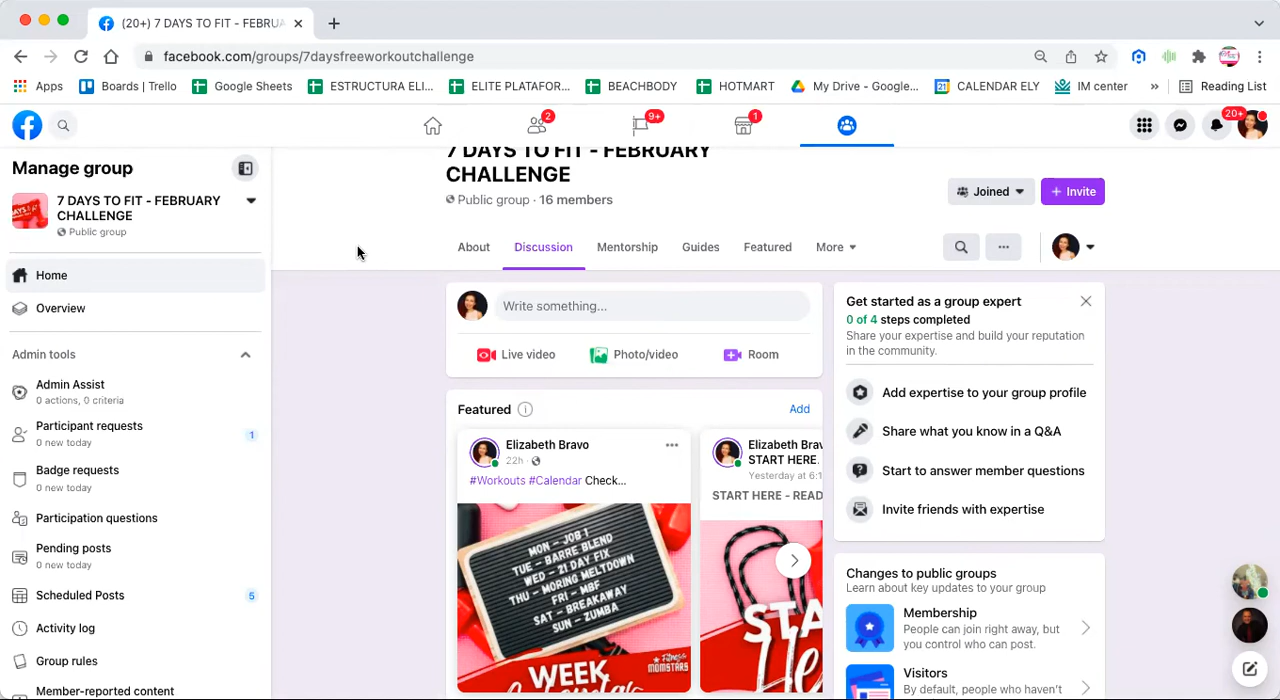 (20+) 7 DAYS TO FIT - FEBRU
facebook.com/groups/7daysfreeworkoutchallenge
Apps
Boards | Trello
Google Sheets
ESTRUCTURA ELI...
ELITE PLATAFOR...
BEACHBODY
HOTMART
My Drive - Google...
CALENDAR ELY
IM center
»
Reading List
2
9+
1
20+
Manage group
7 DAYS TO FIT - FEBRUARY
CHALLENGE
Public group
Home
Overview
Admin tools
Admin Assist
0 actions, 0 criteria
Participant requests
0 new today
1
Badge requests
0 new today
Participation questions
Pending posts
0 new today
Scheduled Posts
5
Activity log
Group rules
Member-reported content
7 DAYS TO FIT - FEBRUARY
CHALLENGE
Public group · 16 members
Joined
+ Invite
About
Discussion
Mentorship
Guides
Featured
More
Write something...
Live video
Photo/video
Room
Featured
Add
Elizabeth Bravo
22h ·
#Workouts #Calendar Check...
MON - JOB 1
TUE - BARRE BLEND
WED - 21 DAY FIX
THU - MORING MELTDOWN
FRI - MBF
SAT - BREAKAWAY
SUN - ZUMBA
WEEK
Fitness
MOMSTARS
Elizabeth Brav
START HERE.
Yesterday at 6:1
START HERE - READ
STA
He
Get started as a group expert
0 of 4 steps completed
Share your expertise and build your reputation
in the community.
Add expertise to your group profile
Share what you know in a Q&A
Start to answer member questions
Invite friends with expertise
Changes to public groups
Learn about key updates to your group
Membership
People can join right away, but
you control who can post.
Visitors
By default, people who haven't